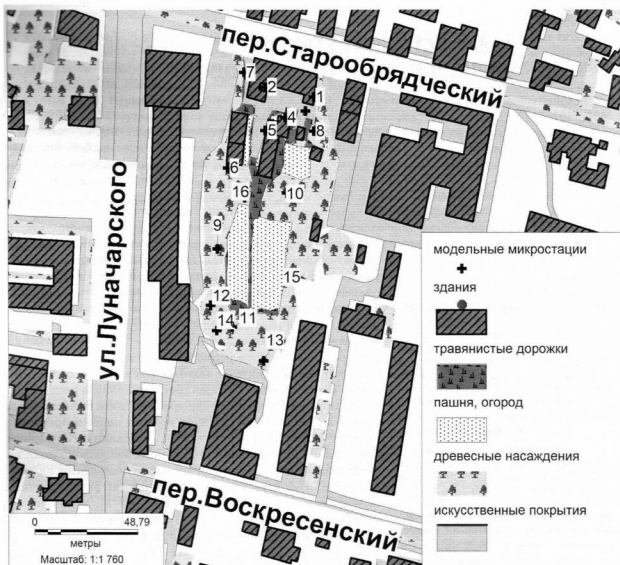 пер.Старообрядческий
7
2
1
4
5
8
6
16
10
9
15
12
11
14
13
ул.Луначарского
пер.Воскресенский
модельные микростации
здания
травянистые дорожки
пашня, огород
древесные насаждения
искусственные покрытия
0 48,79
метры
Масштаб: 1:1 760